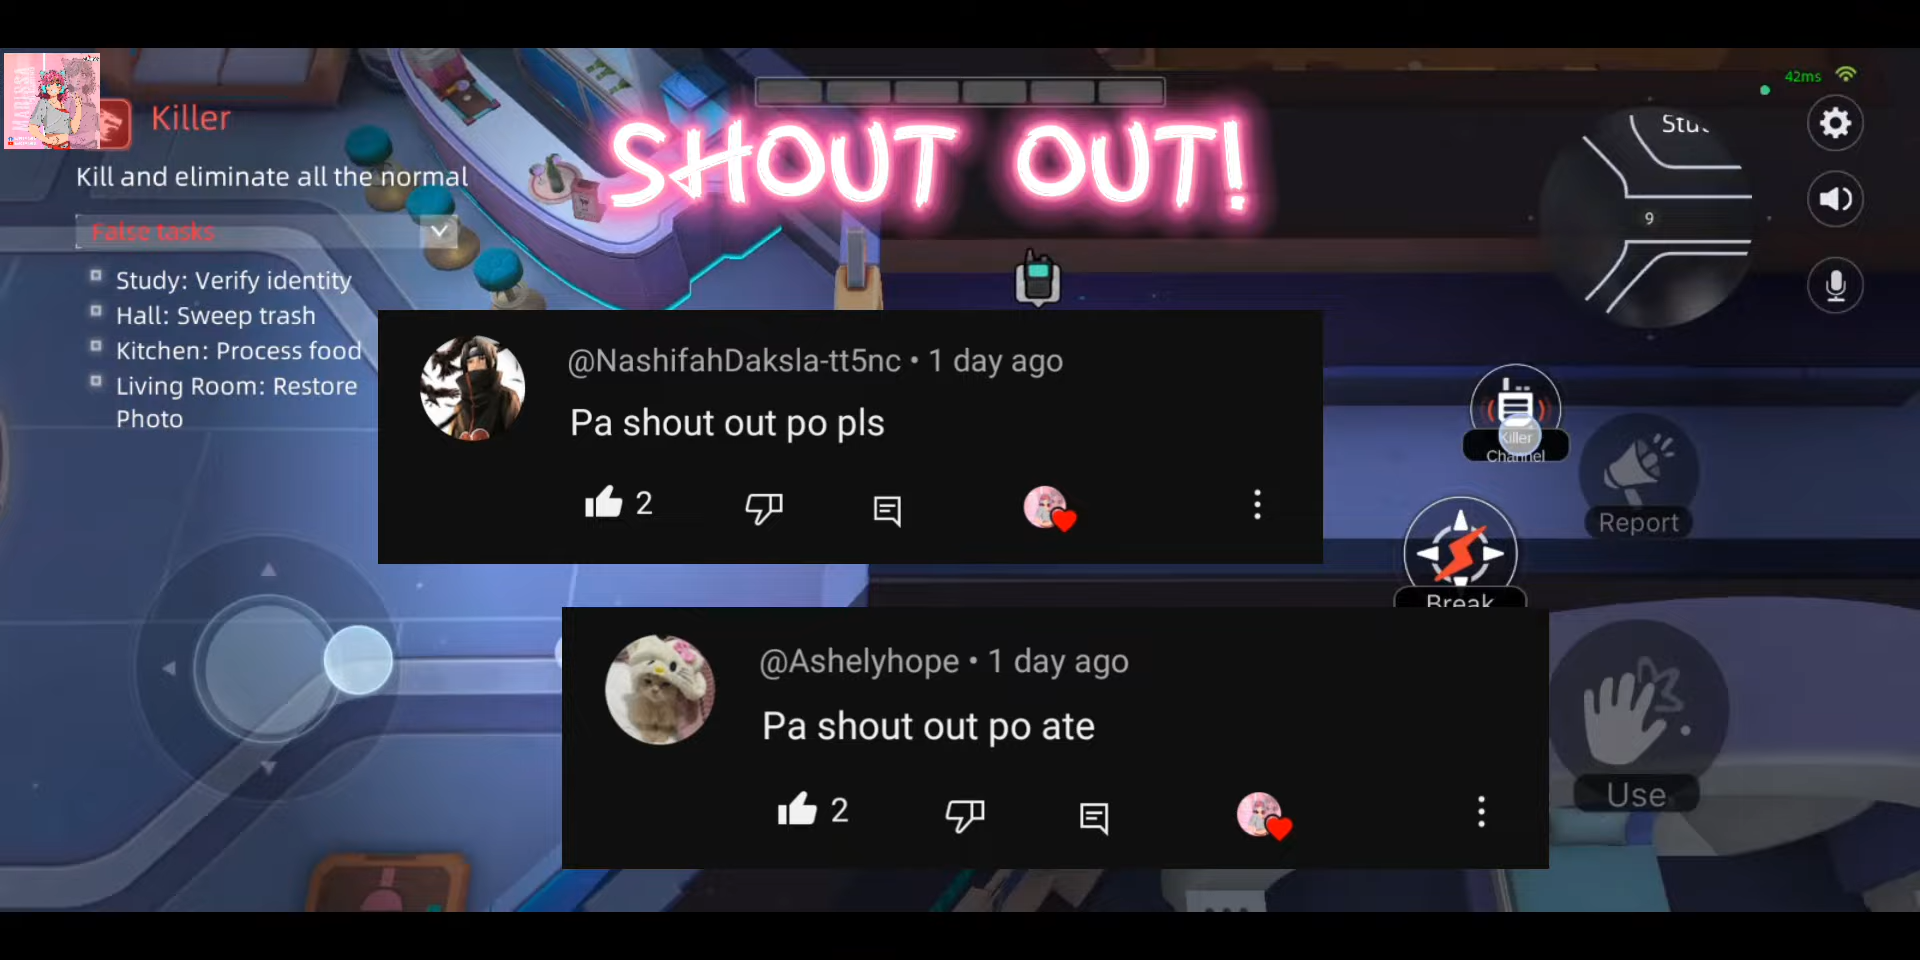 MARISSA
Killer
Kill and eliminate all the normal
False tasks
Study: Verify identity
Hall: Sweep trash
Kitchen: Process food
Living Room: Restore
Photo
SHOUT OUT!
42ms
9
@NashifahDaksla-tt5nc • 1 day ago
Pa shout out po pls
2
Killer
Channel
Report
Break
@Ashelyhope • 1 day ago
Pa shout out po ate
2
Use